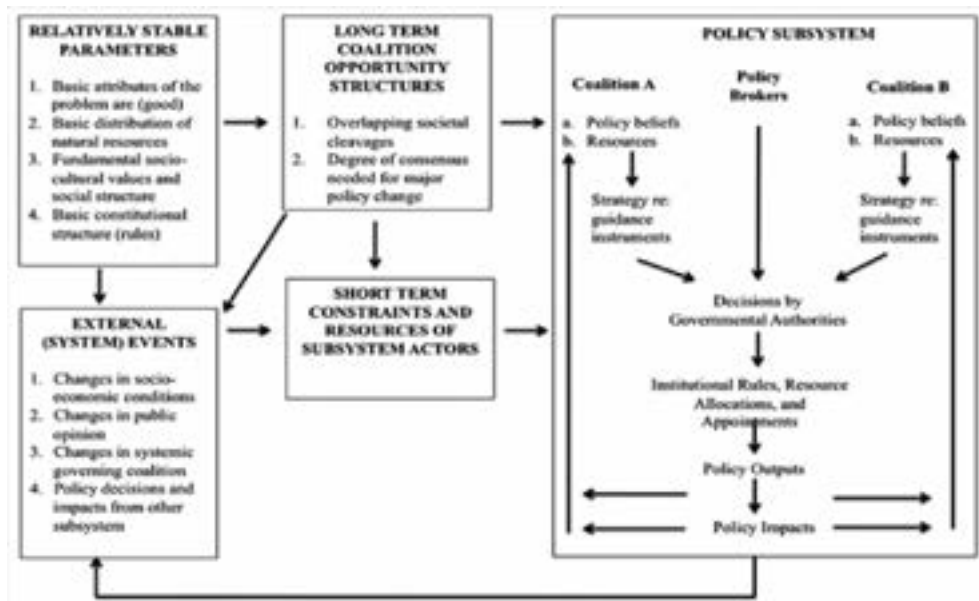 RELATIVELY STABLE
PARAMETERS
1. Basic attributes of the
problem are (good)
2. Basic distribution of
natural resources
3. Fundamental socio-
cultural values and
social structure
4. Basic constitutional
structure (rules)
LONG TERM
COALITION
OPPORTUNITY
STRUCTURES
1. Overlapping societal
cleavages
2. Degree of consensus
needed for major
policy change
EXTERNAL
(SYSTEM) EVENTS
1. Changes in socio-
economic conditions
2. Changes in public
opinion
3. Changes in systemic
governing coalition
4. Policy decisions and
impacts from other
subsystem
SHORT TERM
CONSTRAINTS AND
RESOURCES OF
SUBSYSTEM ACTORS
POLICY SUBSYSTEM
Coalition A
a. Policy beliefs
b. Resources
Strategy re:
guidance
instruments
Policy
Brokers
Coalition B
a. Policy beliefs
b. Resources
Strategy re:
guidance
instruments
Decisions by
Governmental Authorities
Institutional Rules, Resource
Allocations, and
Appointments
Policy Outputs
Policy Impacts